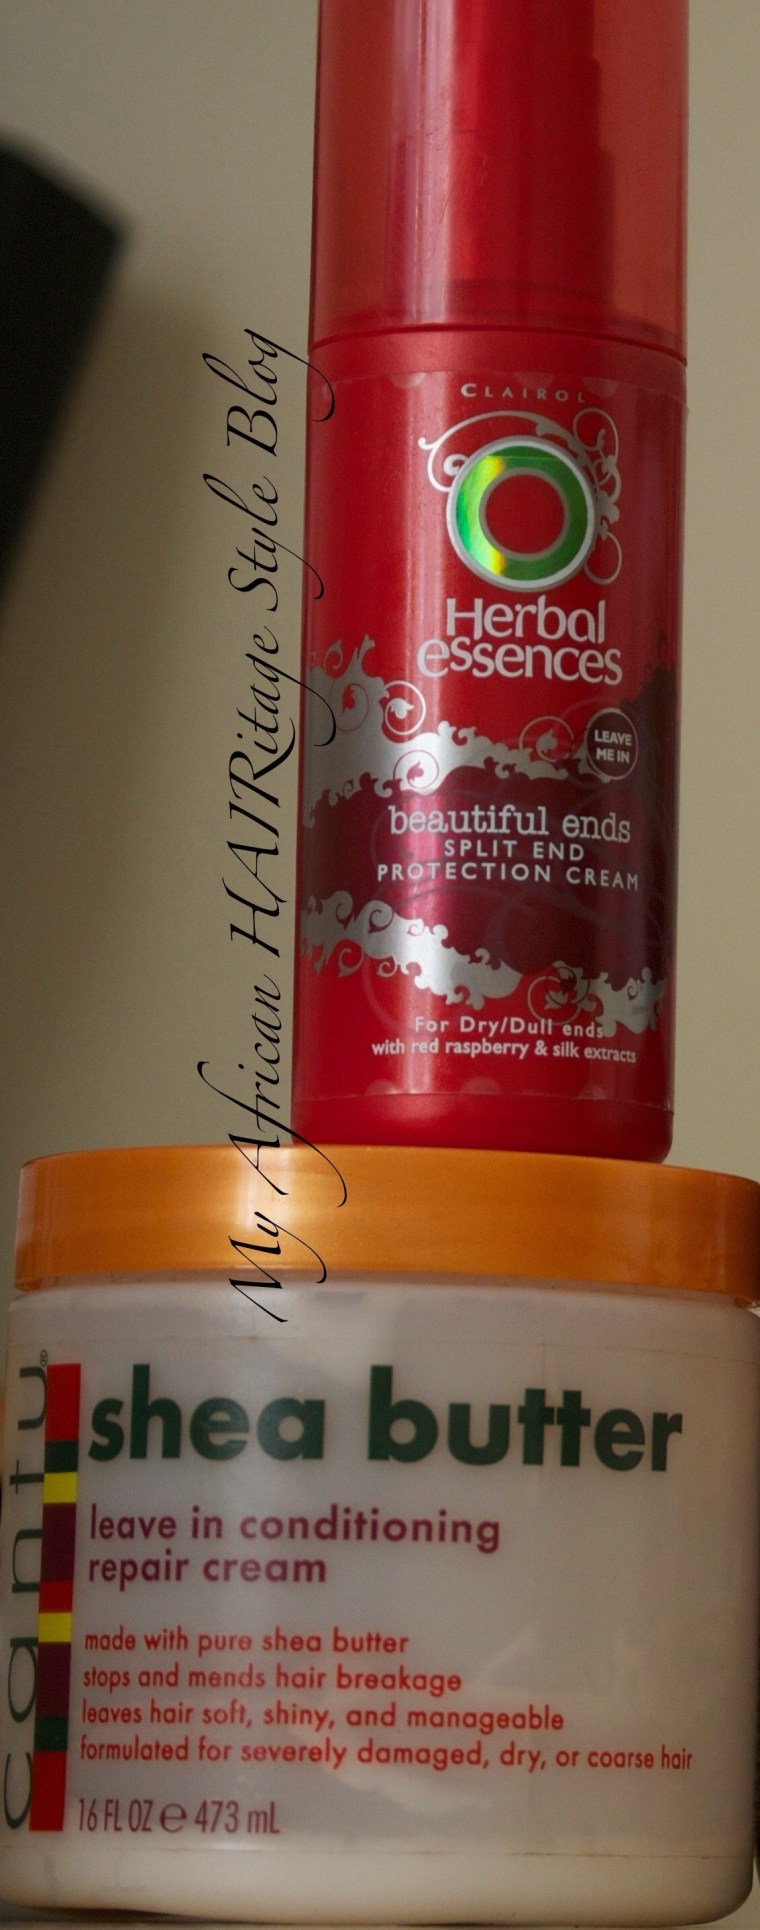 CLAIROL
Herbal
essences
LEAVE
ME IN
beautiful ends
SPLIT END
PROTECTION CREAM
For Dry/Dull ends
with red raspberry & silk extracts
My African HAIRitage Style Blog
cantu®
shea butter
leave in conditioning
repair cream
made with pure shea butter
stops and mends hair breakage
leaves hair soft, shiny, and manageable
formulated for severely damaged, dry, or coarse hair
16 FL OZ e 473 mL